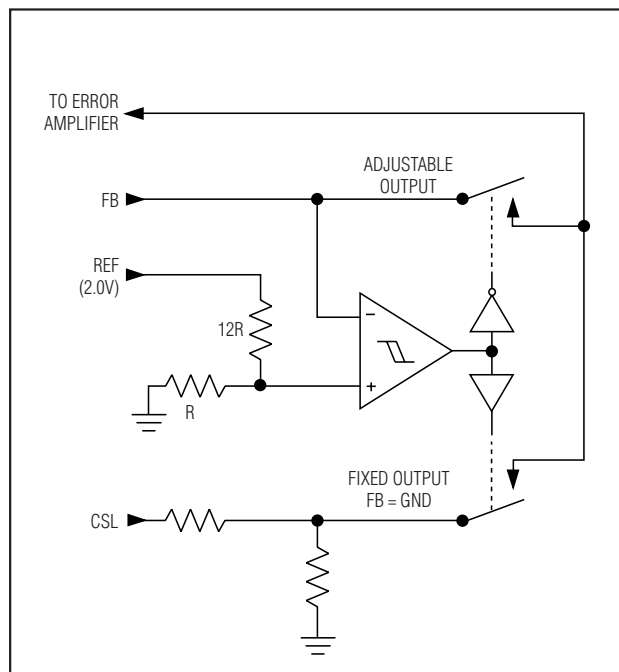 TO ERROR
AMPLIFIER
ADJUSTABLE
OUTPUT
FB
REF
(2.0V)
12R
−
+
R
FIXED OUTPUT
FB = GND
CSL